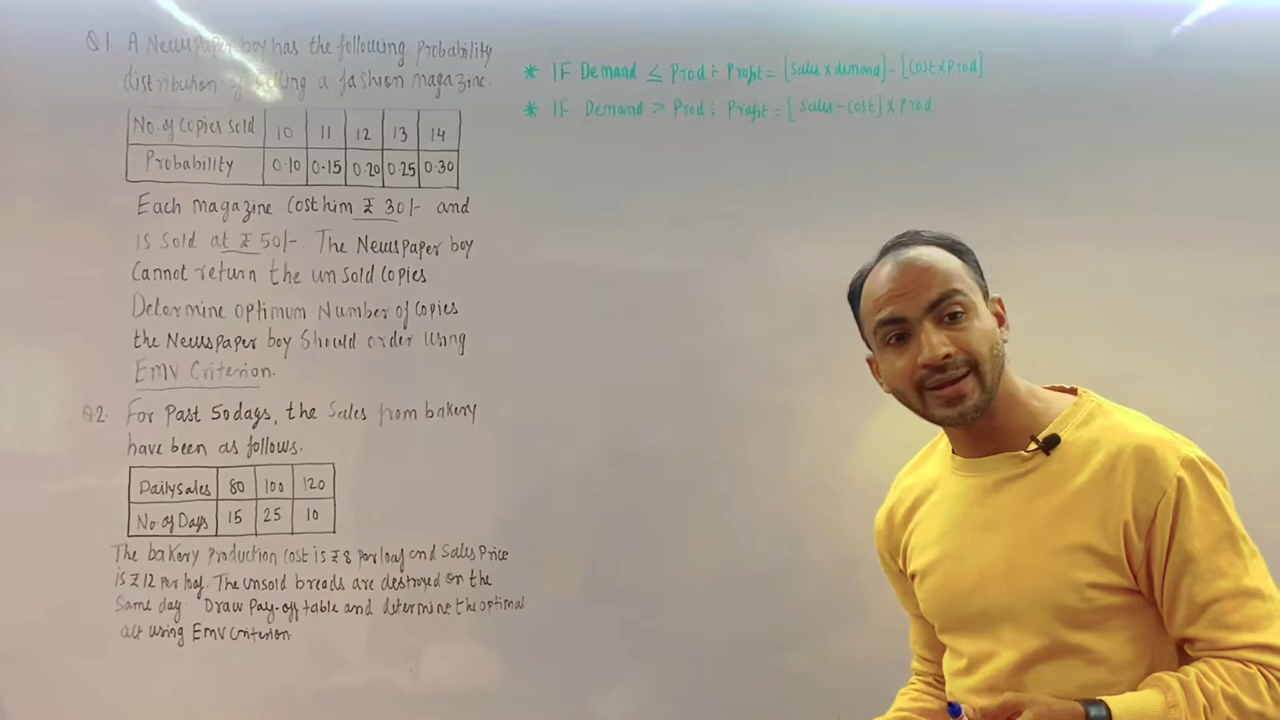 Q1. A Newspaper boy has the following Probability
distribution of selling a fashion magazine.
No. of Copies Sold 10 11 12 13 14
Probability 0.10 0.15 0.20 0.25 0.30
Each magazine Cost him ₹ 30/- and
is Sold at ₹ 50/-. The Newspaper boy
Cannot return the unsold Copies
Determine optimum Number of Copies
the Newspaper boy Should order Using
EMV Criterion.
Q2. For Past 50 days, the Sales from bakery
have been as follows.
Daily Sales 80 100 120
No. of Days 15 25 10
The bakery Production Cost is ₹ 8 Per loaf and Sales Price
is ₹ 12 Per loaf. The unsold breads are destroyed on the
Same day. Draw Pay-off table and determine the optimal
act using Emv Criterion.
* IF Demand ≤ Prod : Profit = [Sales × demand] - [Cost × Prod]
* IF Demand > Prod : Profit = [Sales - Cost] × Prod